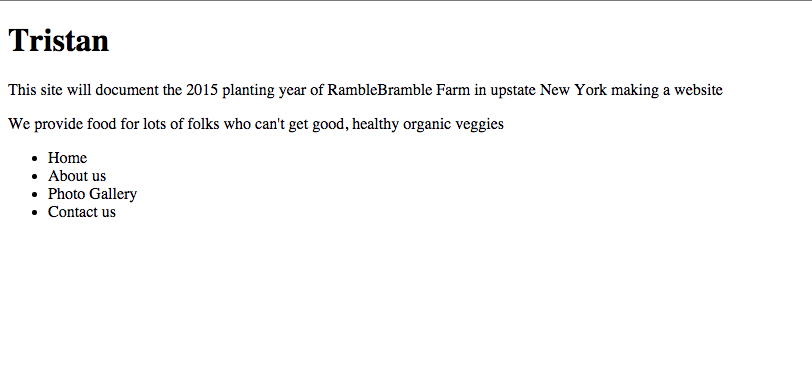 Tristan
This site will document the 2015 planting year of RambleBramble Farm in upstate New York making a website
We provide food for lots of folks who can't get good, healthy organic veggies
• Home
• About us
• Photo Gallery
• Contact us